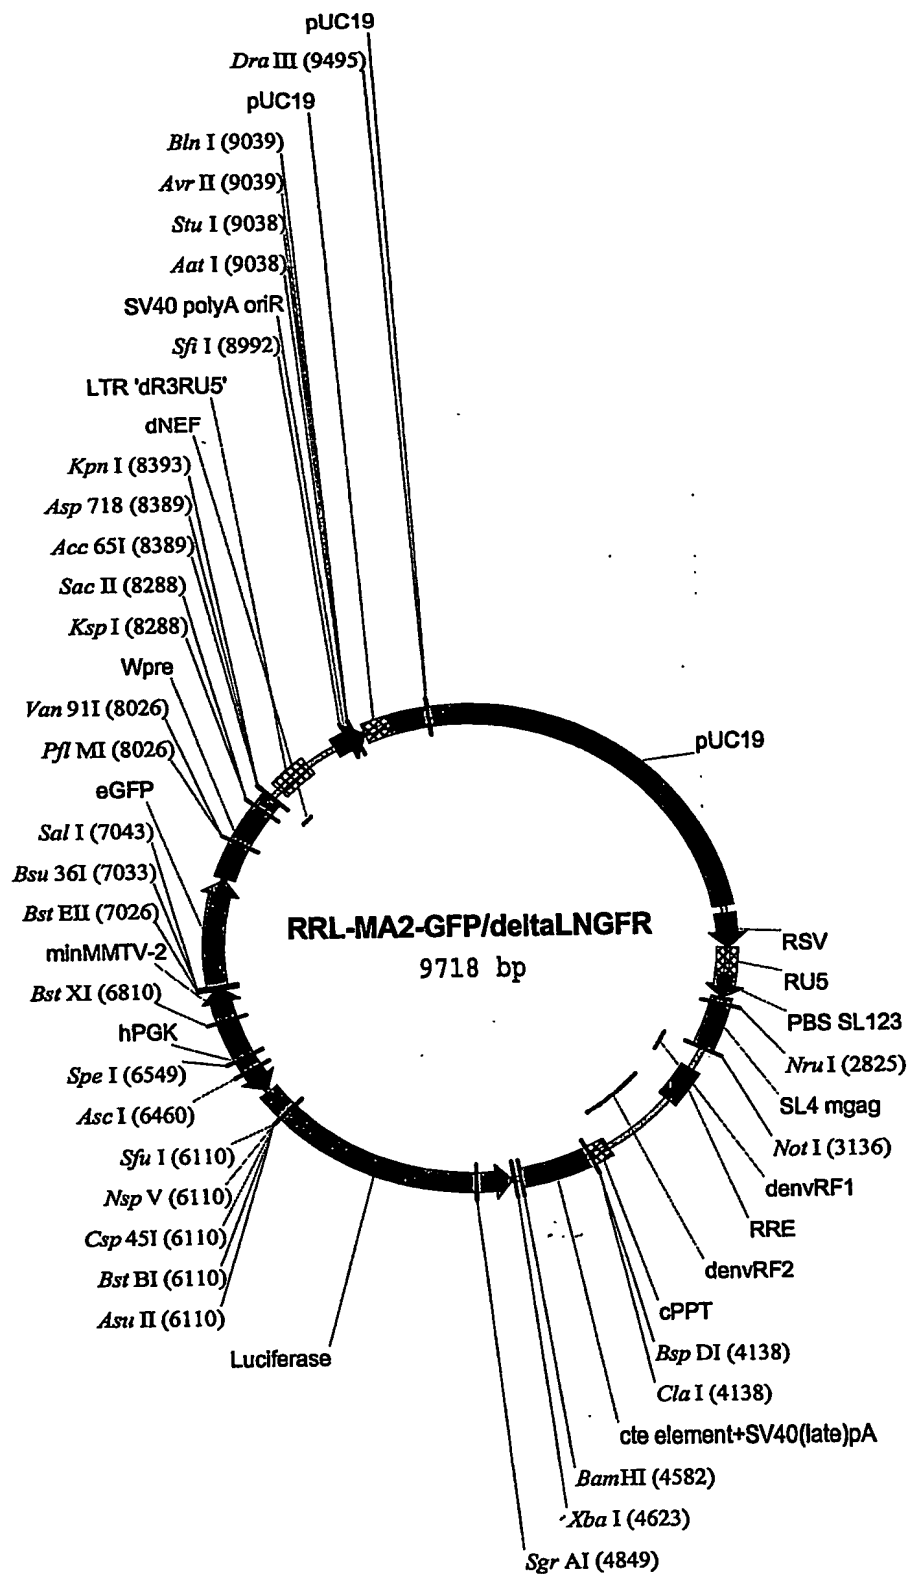 pUC19
Dra III (9495)
pUC19
Bln I (9039)
Avr II (9039)
Stu I (9038)
Aat I (9038)
SV40 polyA oriR
Sfi I (8992)
LTR 'dR3RU5'
dNEF
Kpn I (8393)
Asp 718 (8389)
Acc 65I (8389)
Sac II (8288)
Ksp I (8288)
Wpre
Van 91I (8026)
Pfl MI (8026)
eGFP
Sal I (7043)
Bsu 36I (7033)
Bst EII (7026)
minMMTV-2
Bst XI (6810)
hPGK
Spe I (6549)
Asc I (6460)
Sfu I (6110)
Nsp V (6110)
Csp 45I (6110)
Bst BI (6110)
Asu II (6110)
Luciferase
RRL-MA2-GFP/deltaLNGFR
9718 bp
pUC19
RSV
RU5
PBS SL123
Nru I (2825)
SL4 mgag
Not I (3136)
denvRF1
RRE
denvRF2
cPPT
Bsp DI (4138)
Cla I (4138)
cte element+SV40(late)pA
BamHI (4582)
Xba I (4623)
Sgr AI (4849)